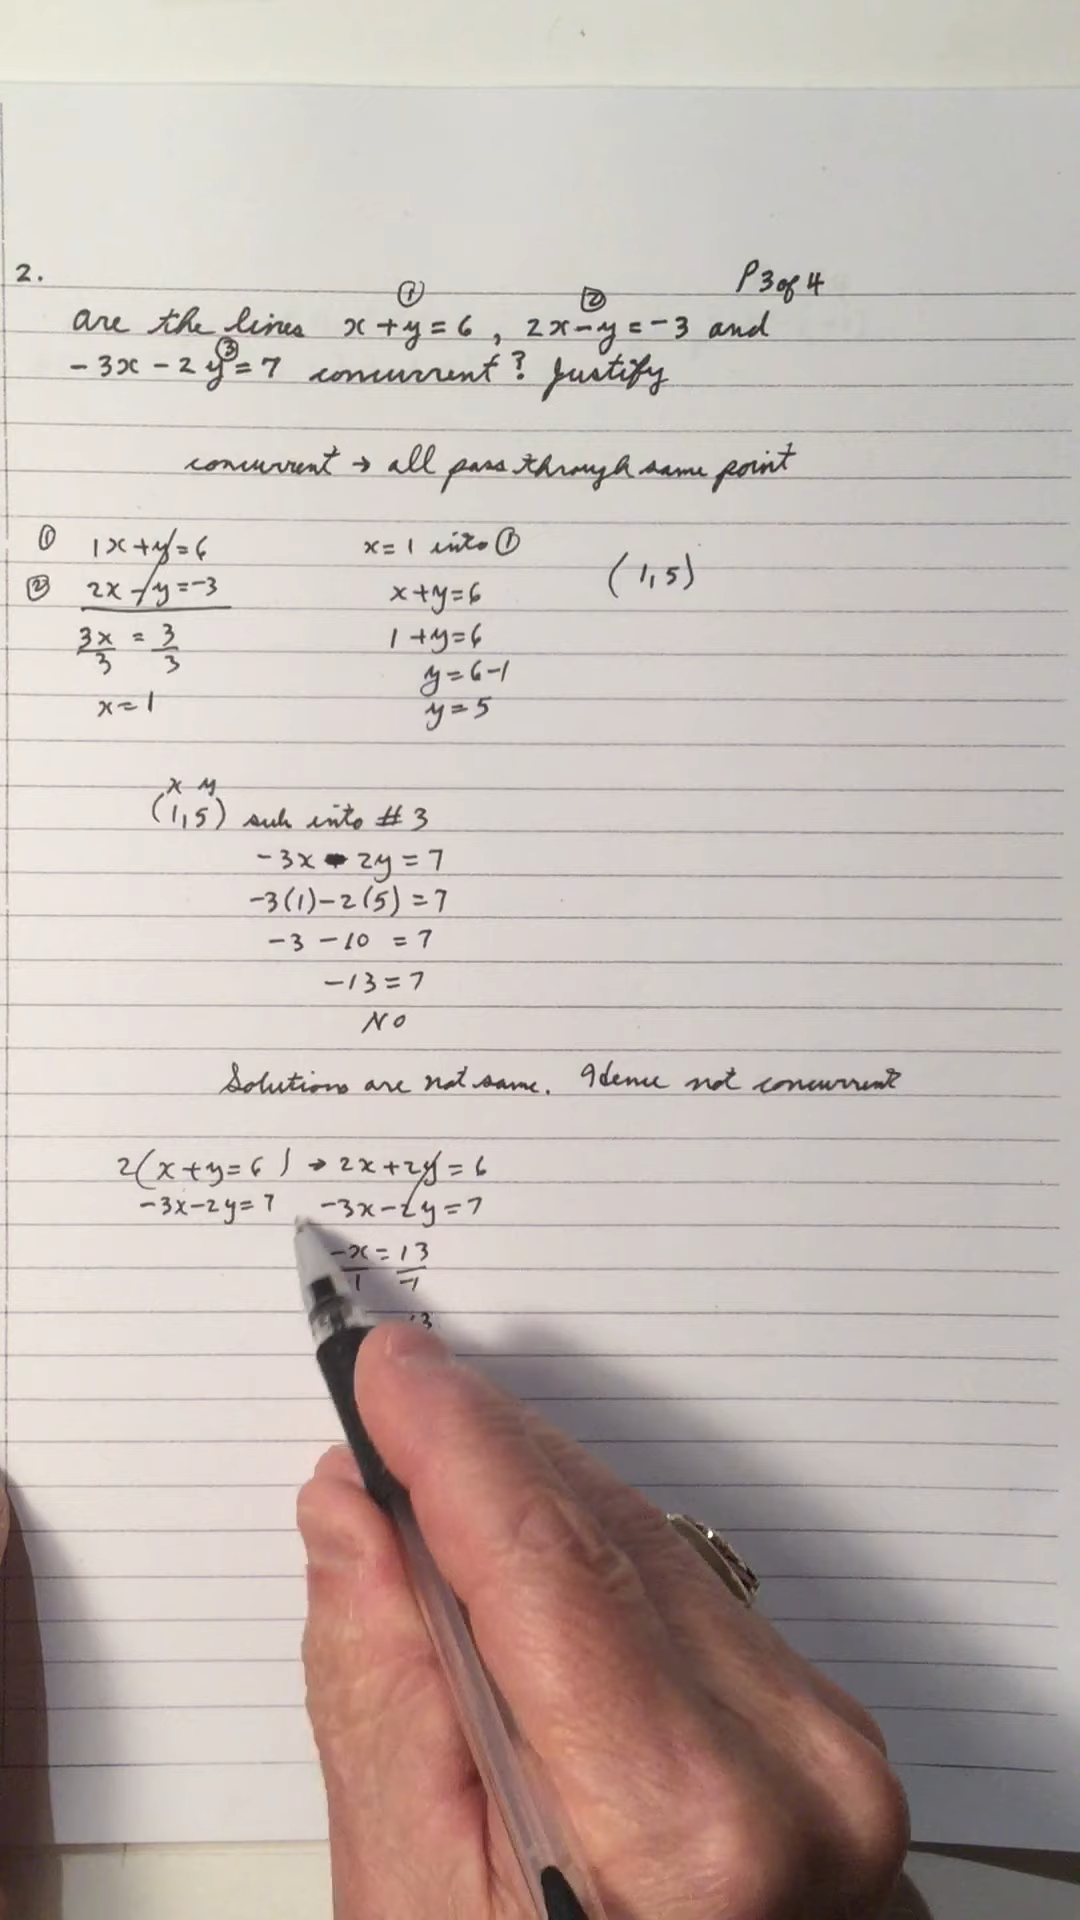 2.
P 3 of 4
① ②
are the lines x + y = 6 , 2x - y = -3 and
③
-3x - 2y = 7 concurrent? Justify
concurrent → all pass through same point
① 1x + y = 6 x = 1 into ① (1,5)
② 2x - y = -3 x + y = 6
3x/3 = 3/3 1 + y = 6
y = 6 - 1
x = 1 y = 5
x y
(1,5) sub into # 3
-3x - 2y = 7
-3(1) - 2(5) = 7
-3 - 10 = 7
-13 = 7
NO
Solutions are not same. Hence not concurrent
2(x + y = 6) → 2x + 2y = 6
-3x - 2y = 7 -3x - 2y = 7
-x = 13
1 -1
13